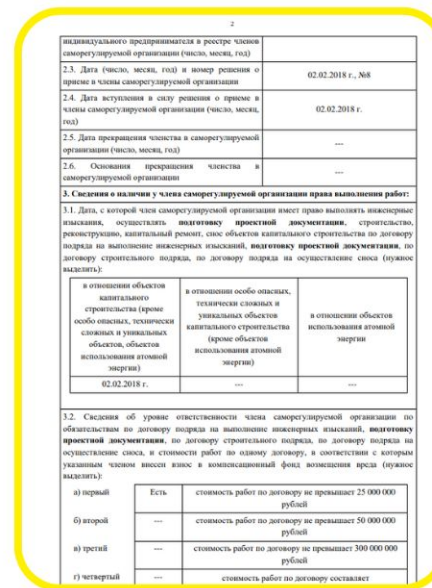 2
индивидуального предпринимателя в реестре членов
саморегулируемой организации (число, месяц, год)
2.3. Дата (число, месяц, год) и номер решения о
приеме в члены саморегулируемой организации
02.02.2018 г., №8
2.4. Дата вступления в силу решения о приеме в
члены саморегулируемой организации (число, месяц,
год)
02.02.2018 г.
2.5. Дата прекращения членства в саморегулируемой
организации (число, месяц, год)
---
2.6. Основания прекращения членства в
саморегулируемой организации
---
3. Сведения о наличии у члена саморегулируемой организации права выполнения работ:
3.1. Дата, с которой член саморегулируемой организации имеет право выполнять инженерные
изыскания, осуществлять подготовку проектной документации, строительство,
реконструкцию, капитальный ремонт, снос объектов капитального строительства по договору
подряда на выполнение инженерных изысканий, подготовку проектной документации, по
договору строительного подряда, по договору подряда на осуществление сноса (нужное
выделить):
в отношении объектов
капитального
строительства (кроме
особо опасных, технически
сложных и уникальных
объектов, объектов
использования атомной
энергии)
в отношении особо опасных,
технически сложных и
уникальных объектов
капитального строительства
(кроме объектов
использования атомной
энергии)
в отношении объектов
использования атомной
энергии
02.02.2018 г.
---
---
3.2. Сведения об уровне ответственности члена саморегулируемой организации по
обязательствам по договору подряда на выполнение инженерных изысканий, подготовку
проектной документации, по договору строительного подряда, по договору подряда на
осуществление сноса, и стоимости работ по одному договору, в соответствии с которым
указанным членом внесен взнос в компенсационный фонд возмещения вреда (нужное
выделить):
а) первый
Есть
стоимость работ по договору не превышает 25 000 000
рублей
б) второй
---
стоимость работ по договору не превышает 50 000 000
рублей
в) третий
---
стоимость работ по договору не превышает 300 000 000
рублей
г) четвертый
---
стоимость работ по договору составляет